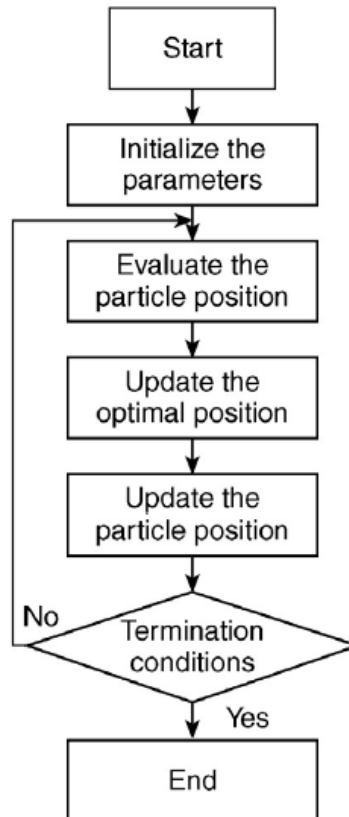 Start
Initialize the
parameters
Evaluate the
particle position
Update the
optimal position
Update the
particle position
No
Termination
conditions
Yes
End